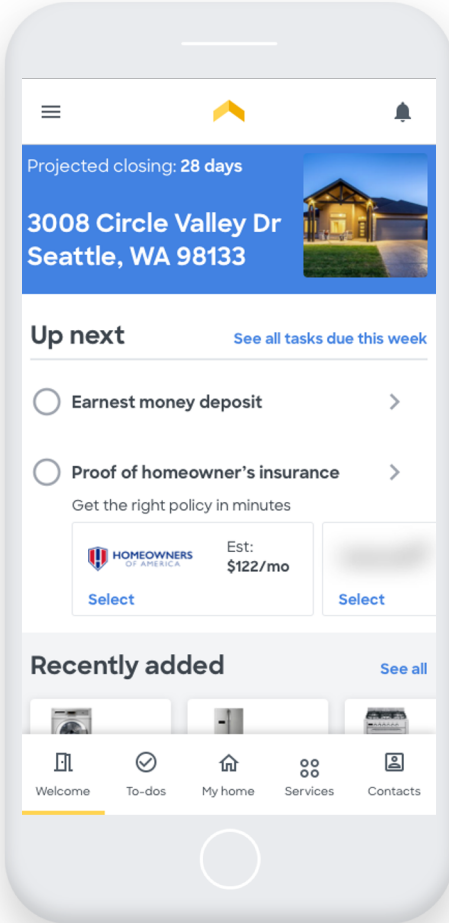 Projected closing: 28 days
3008 Circle Valley Dr
Seattle, WA 98133
Up next
See all tasks due this week
Earnest money deposit
Proof of homeowner's insurance
Get the right policy in minutes
HOMEOWNERS
OF AMERICA
Est:
$122/mo
Select
Select
Recently added
See all
Welcome
To-dos
My home
Services
Contacts